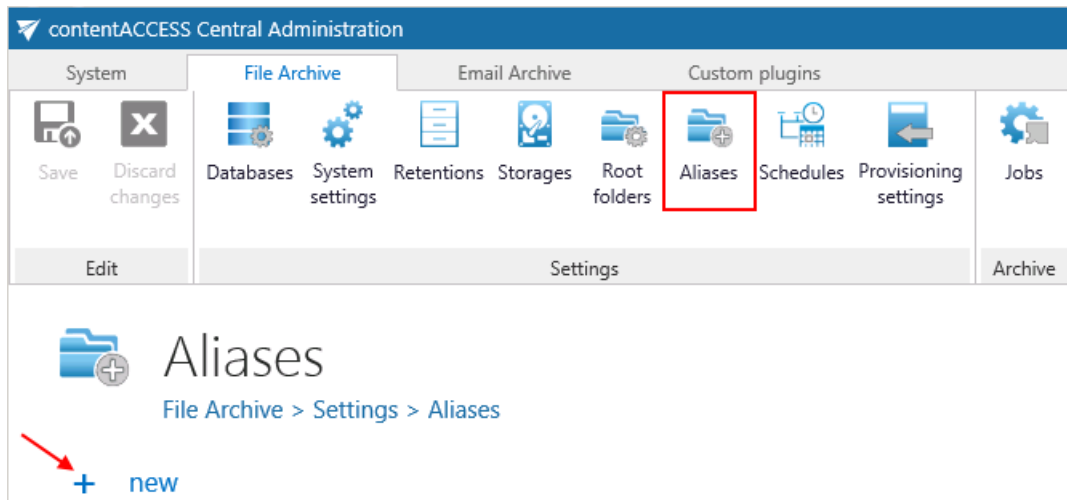 contentACCESS Central Administration
System File Archive Email Archive Custom plugins
Save Discard changes Databases System settings Retentions Storages Root folders Aliases Schedules Provisioning settings Jobs
Edit Settings Archive
Aliases
File Archive > Settings > Aliases
+ new